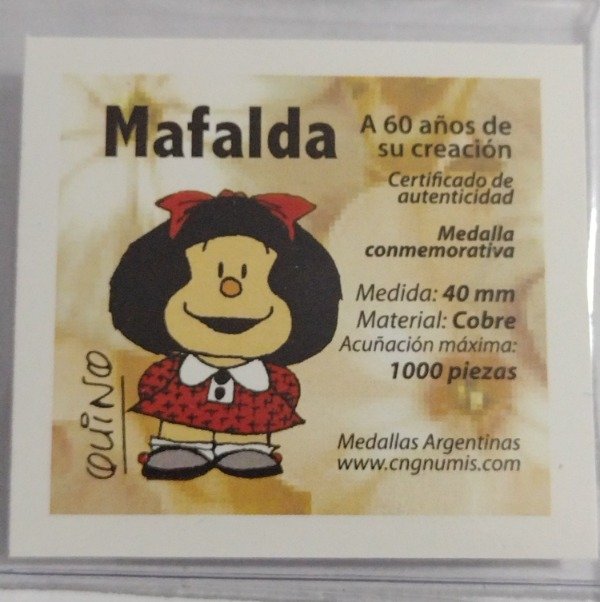 Mafalda
A 60 años de
su creación
Certificado de
autenticidad
Medalla
conmemorativa
Medida: 40 mm
Material: Cobre
Acuñación máxima:
1000 piezas
QUINO
Medallas Argentinas
www.cngnumis.com